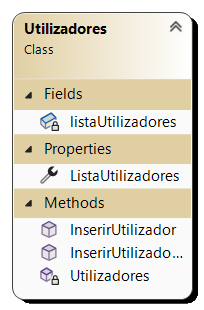 Utilizadores
Class
Fields
listaUtilizadores
Properties
ListaUtilizadores
Methods
InserirUtilizador
InserirUtilizado...
Utilizadores